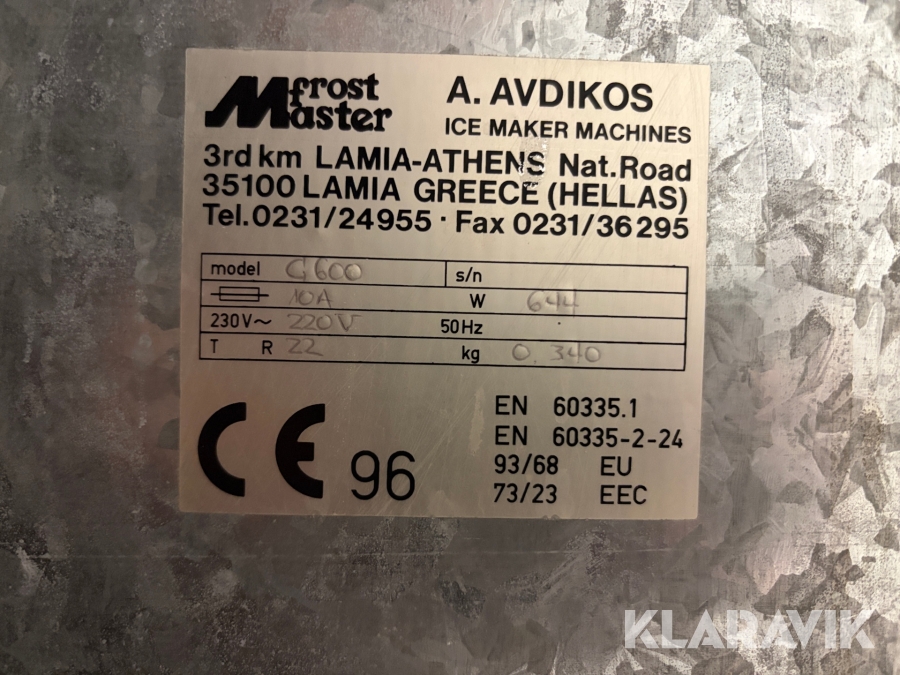 frost Master
A. AVDIKOS
ICE MAKER MACHINES
3rd km LAMIA-ATHENS Nat.Road
35100 LAMIA GREECE (HELLAS)
Tel.0231/24955 · Fax 0231/36295
model G600 s/n
10A W 644
230V~ 220V 50Hz
T R 22 kg 0.340
CE 96
EN 60335.1
EN 60335-2-24
93/68 EU
73/23 EEC
KLARAVIK